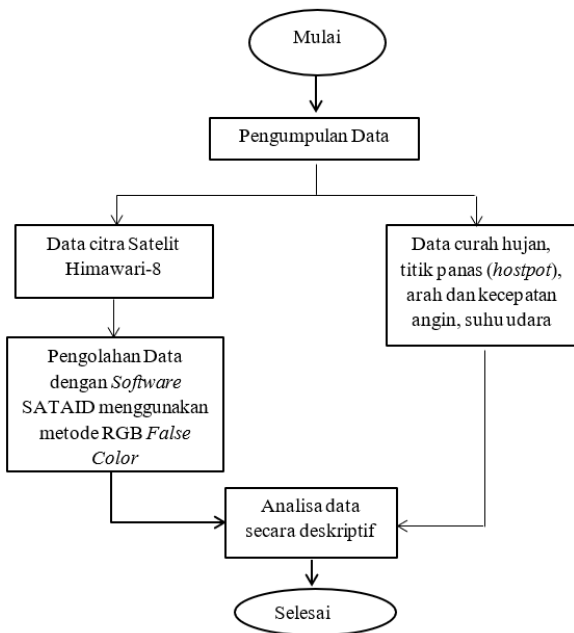 Mulai
Pengumpulan Data
Data citra Satelit
Himawari-8
Data curah hujan,
titik panas (hostpot),
arah dan kecepatan
angin, suhu udara
Pengolahan Data
dengan Software
SATAID menggunakan
metode RGB False
Color
Analisa data
secara deskriptif
Selesai